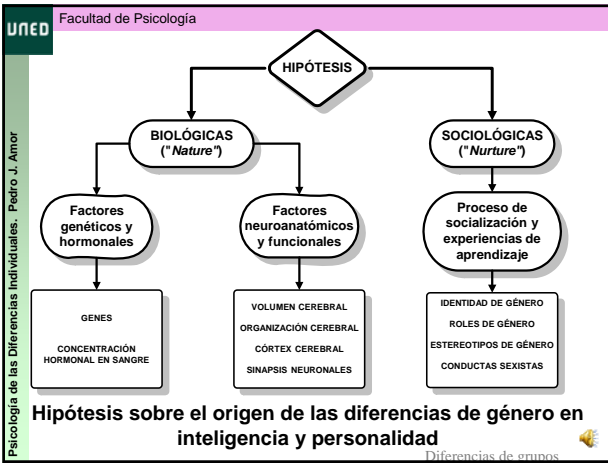 UNED
Facultad de Psicología
Psicología de las Diferencias Individuales. Pedro J. Amor
HIPÓTESIS
BIOLÓGICAS
("Nature")
SOCIOLÓGICAS
("Nurture")
Factores
genéticos y
hormonales
Factores
neuroanatómicos
y funcionales
Proceso de
socialización y
experiencias de
aprendizaje
GENES
CONCENTRACIÓN
HORMONAL EN SANGRE
VOLUMEN CEREBRAL
ORGANIZACIÓN CEREBRAL
CÓRTEX CEREBRAL
SINAPSIS NEURONALES
IDENTIDAD DE GÉNERO
ROLES DE GÉNERO
ESTEREOTIPOS DE GÉNERO
CONDUCTAS SEXISTAS
Hipótesis sobre el origen de las diferencias de género en
inteligencia y personalidad
Diferencias de grupos